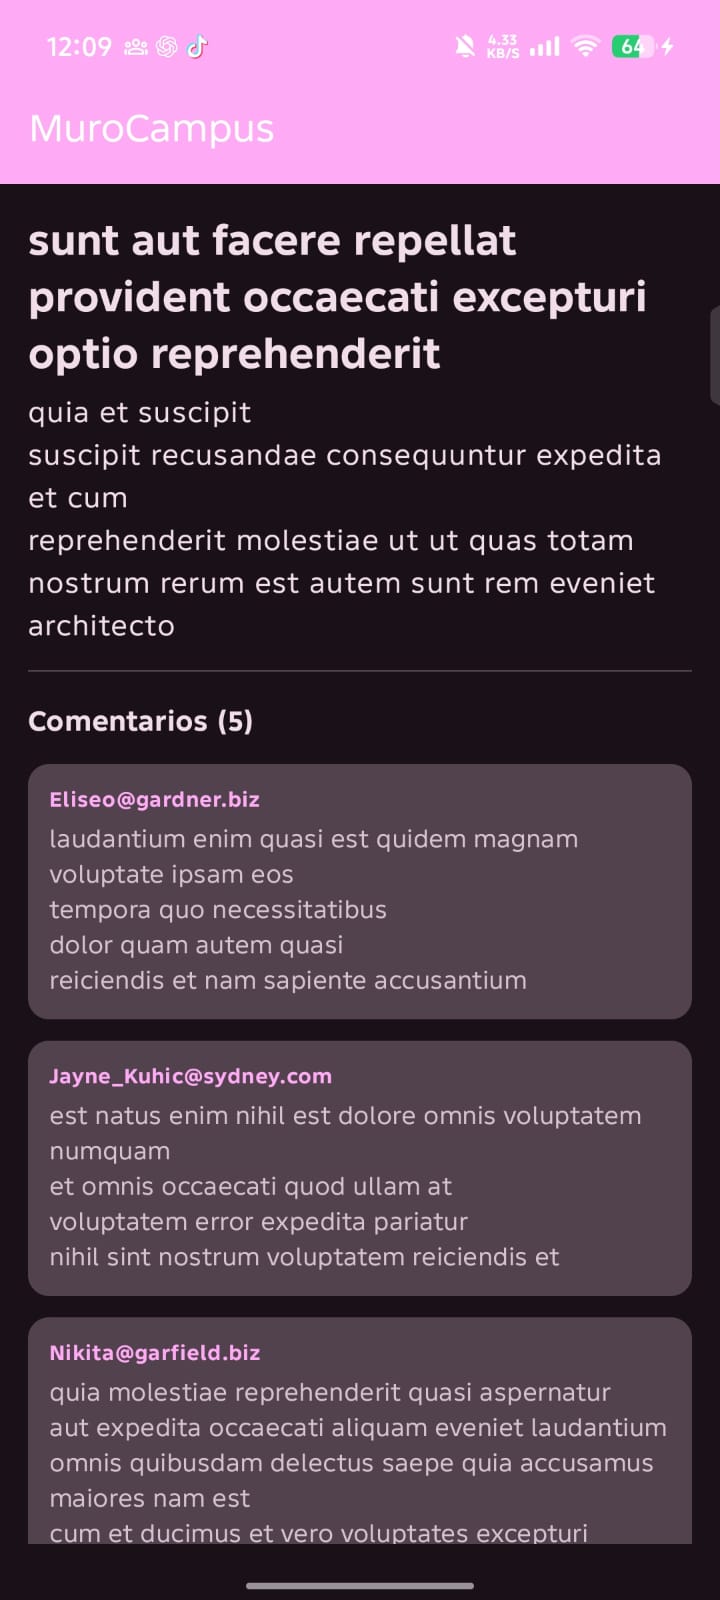 12:09
4.33
KB/S
64
MuroCampus
sunt aut facere repellat
provident occaecati excepturi
optio reprehenderit
quia et suscipit
suscipit recusandae consequuntur expedita
et cum
reprehenderit molestiae ut ut quas totam
nostrum rerum est autem sunt rem eveniet
architecto
Comentarios (5)
Eliseo@gardner.biz
laudantium enim quasi est quidem magnam
voluptate ipsam eos
tempora quo necessitatibus
dolor quam autem quasi
reiciendis et nam sapiente accusantium
Jayne_Kuhic@sydney.com
est natus enim nihil est dolore omnis voluptatem
numquam
et omnis occaecati quod ullam at
voluptatem error expedita pariatur
nihil sint nostrum voluptatem reiciendis et
Nikita@garfield.biz
quia molestiae reprehenderit quasi aspernatur
aut expedita occaecati aliquam eveniet laudantium
omnis quibusdam delectus saepe quia accusamus
maiores nam est
cum et ducimus et vero voluptates excepturi